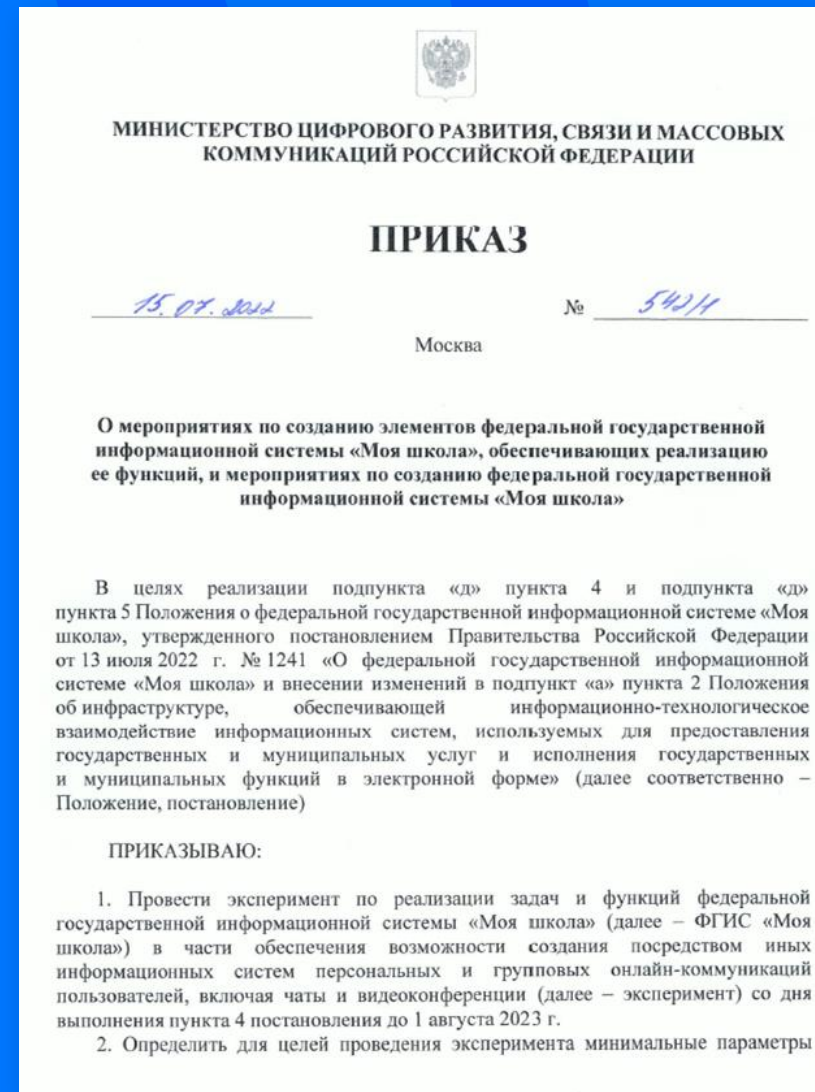 МИНИСТЕРСТВО ЦИФРОВОГО РАЗВИТИЯ, СВЯЗИ И МАССОВЫХ
КОММУНИКАЦИЙ РОССИЙСКОЙ ФЕДЕРАЦИИ
ПРИКАЗ
15.07.2022 № 542/1
Москва
О мероприятиях по созданию элементов федеральной государственной
информационной системы «Моя школа», обеспечивающих реализацию
ее функций, и мероприятиях по созданию федеральной государственной
информационной системы «Моя школа»
В целях реализации подпункта «д» пункта 4 и подпункта «д»
пункта 5 Положения о федеральной государственной информационной системе «Моя
школа», утвержденного постановлением Правительства Российской Федерации
от 13 июля 2022 г. № 1241 «О федеральной государственной информационной
системе «Моя школа» и внесении изменений в подпункт «а» пункта 2 Положения
об инфраструктуре, обеспечивающей информационно-технологическое
взаимодействие информационных систем, используемых для предоставления
государственных и муниципальных услуг и исполнения государственных
и муниципальных функций в электронной форме» (далее соответственно –
Положение, постановление)
ПРИКАЗЫВАЮ:
1. Провести эксперимент по реализации задач и функций федеральной
государственной информационной системы «Моя школа» (далее – ФГИС «Моя
школа») в части обеспечения возможности создания посредством иных
информационных систем персональных и групповых онлайн-коммуникаций
пользователей, включая чаты и видеоконференции (далее – эксперимент) со дня
выполнения пункта 4 постановления до 1 августа 2023 г.
2. Определить для целей проведения эксперимента минимальные параметры